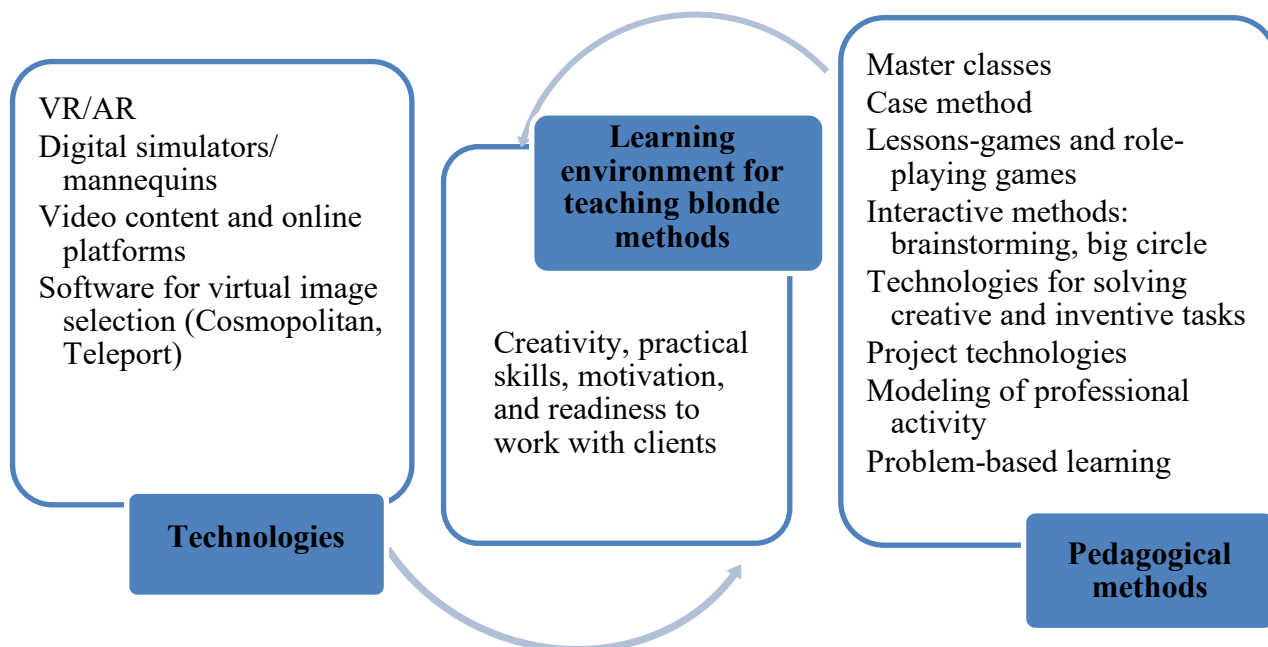 VR/AR
Digital simulators/
mannequins
Video content and online
platforms
Software for virtual image
selection (Cosmopolitan,
Teleport)
Technologies
Learning
environment for
teaching blonde
methods
Creativity, practical
skills, motivation,
and readiness to
work with clients
Master classes
Case method
Lessons-games and role-
playing games
Interactive methods:
brainstorming, big circle
Technologies for solving
creative and inventive tasks
Project technologies
Modeling of professional
activity
Problem-based learning
Pedagogical
methods